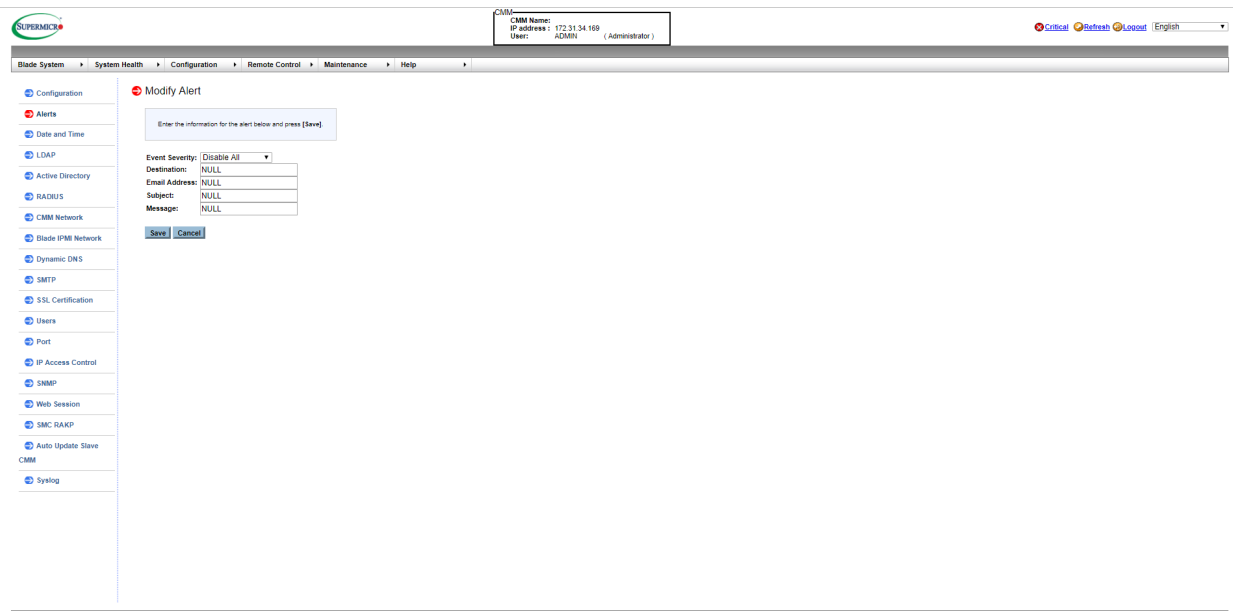 SUPERMICR
CMM
CMM Name:
IP address : 172.31.34.169
User: ADMIN ( Administrator )
Critical Refresh Logout English
Blade System System Health Configuration Remote Control Maintenance Help
Configuration
Alerts
Date and Time
LDAP
Active Directory
RADIUS
CMM Network
Blade IPMI Network
Dynamic DNS
SMTP
SSL Certification
Users
Port
IP Access Control
SNMP
Web Session
SMC RAKP
Auto Update Slave
CMM
Syslog
Modify Alert
Enter the information for the alert below and press [Save].
Event Severity: Disable All
Destination: NULL
Email Address: NULL
Subject: NULL
Message: NULL
Save Cancel